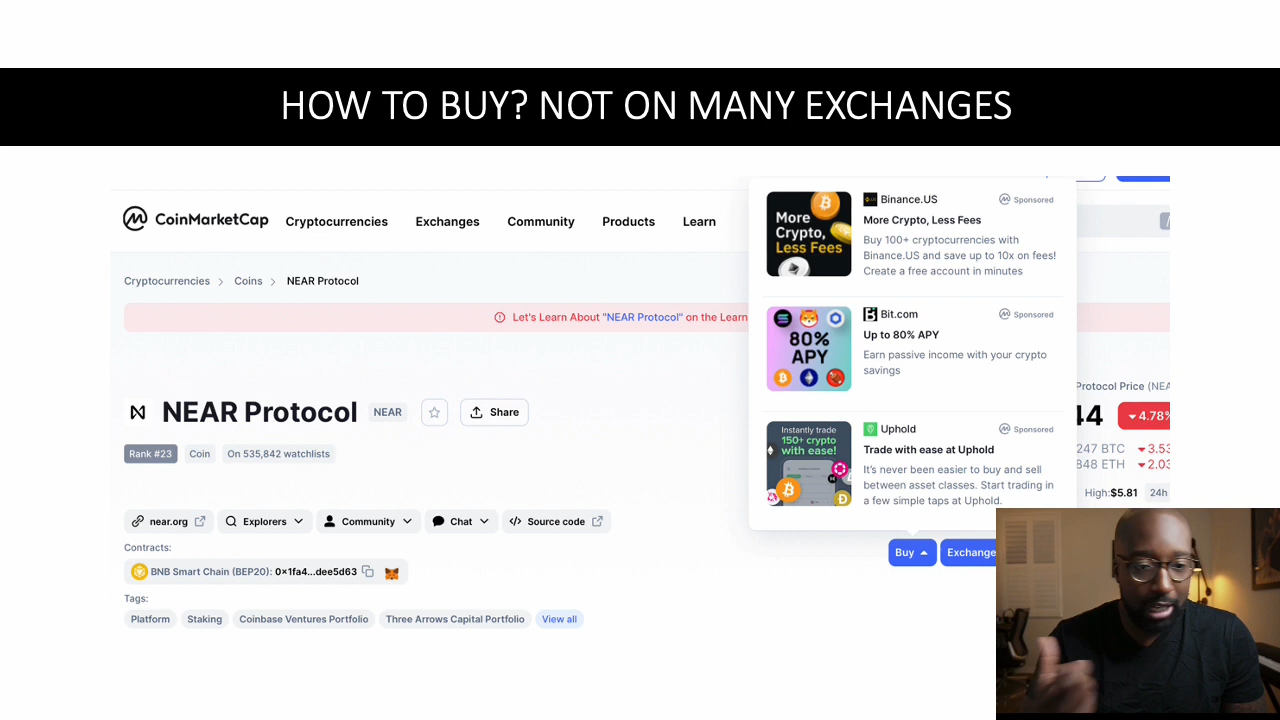 HOW TO BUY? NOT ON MANY EXCHANGES
CoinMarketCap Cryptocurrencies Exchanges Community Products Learn
Cryptocurrencies Coins NEAR Protocol
Let's Learn About "NEAR Protocol" on the Learn
NEAR Protocol NEAR Share
Rank #23 Coin On 535,842 watchlists
near.org Explorers Community Chat Source code
Contracts:
BNB Smart Chain (BEP20): 0x1fa4...dee5d63
Tags:
Platform Staking Coinbase Ventures Portfolio Three Arrows Capital Portfolio View all
More
Crypto,
Less Fees
Binance.US Sponsored
More Crypto, Less Fees
Buy 100+ cryptocurrencies with
Binance.US and save up to 10x on fees!
Create a free account in minutes
80%
APY
Bit.com Sponsored
Up to 80% APY
Earn passive income with your crypto
savings
Instantly trade
150+ crypto
with ease!
Uphold Sponsored
Trade with ease at Uphold
It's never been easier to buy and sell
between asset classes. Start trading in
a few simple taps at Uphold.
Buy Exchange
Protocol Price (NEA
44 4.78%
247 BTC 3.53
848 ETH 2.03
High:$5.81 24h